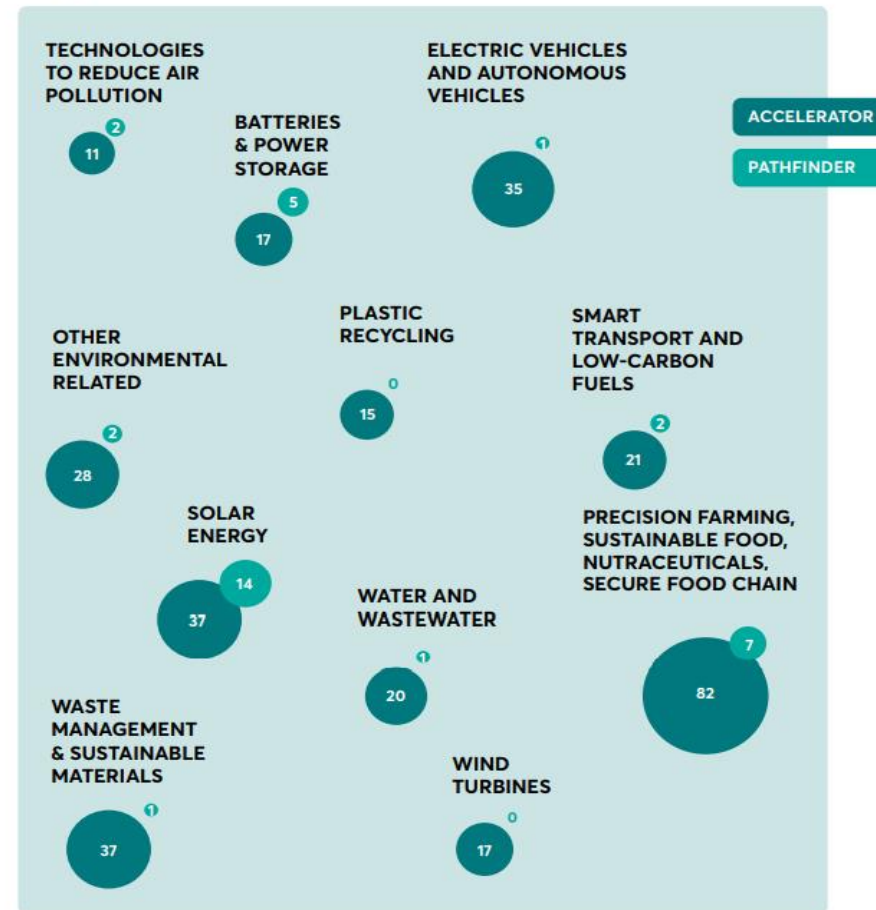 TECHNOLOGIES
TO REDUCE AIR
POLLUTION
2
11
BATTERIES
& POWER
STORAGE
5
17
ELECTRIC VEHICLES
AND AUTONOMOUS
VEHICLES
1
35
ACCELERATOR
PATHFINDER
OTHER
ENVIRONMENTAL
RELATED
2
28
PLASTIC
RECYCLING
0
15
SMART
TRANSPORT AND
LOW-CARBON
FUELS
2
21
SOLAR
ENERGY
14
37
WATER AND
WASTEWATER
1
20
PRECISION FARMING,
SUSTAINABLE FOOD,
NUTRACEUTICALS,
SECURE FOOD CHAIN
7
82
WASTE
MANAGEMENT
& SUSTAINABLE
MATERIALS
1
37
WIND
TURBINES
0
17